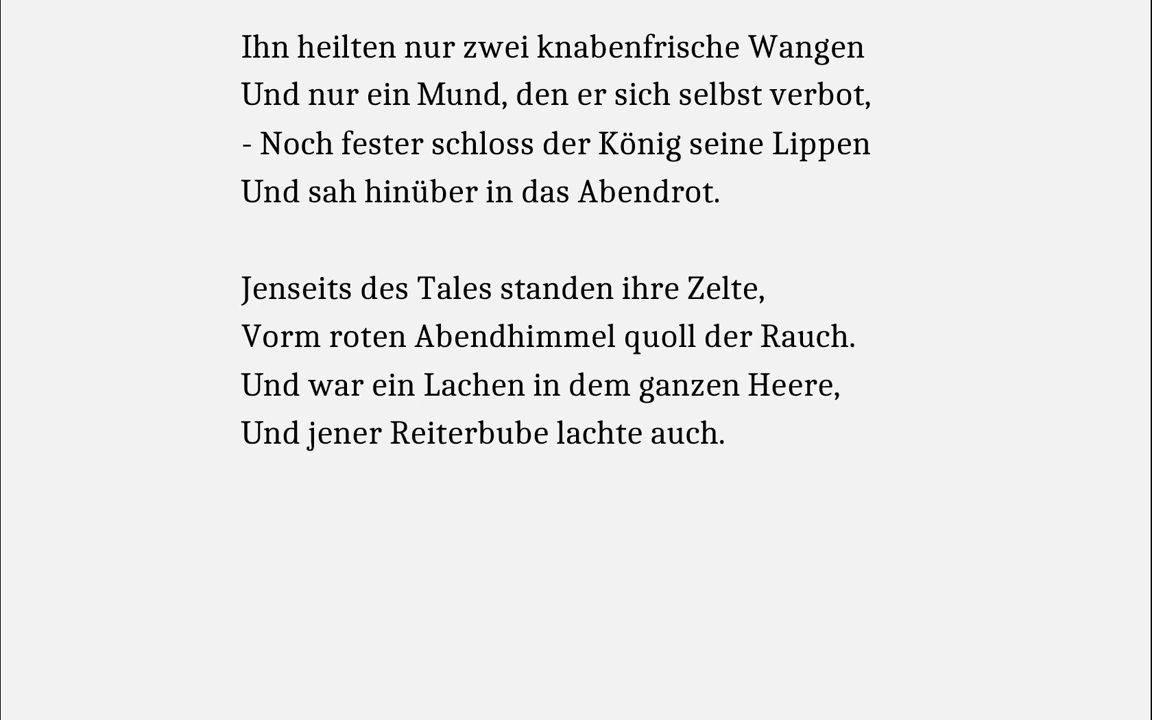 Ihn heilten nur zwei knabenfrische Wangen
Und nur ein Mund, den er sich selbst verbot,
- Noch fester schloss der König seine Lippen
Und sah hinüber in das Abendrot.

Jenseits des Tales standen ihre Zelte,
Vorm roten Abendhimmel quoll der Rauch.
Und war ein Lachen in dem ganzen Heere,
Und jener Reiterbube lachte auch.